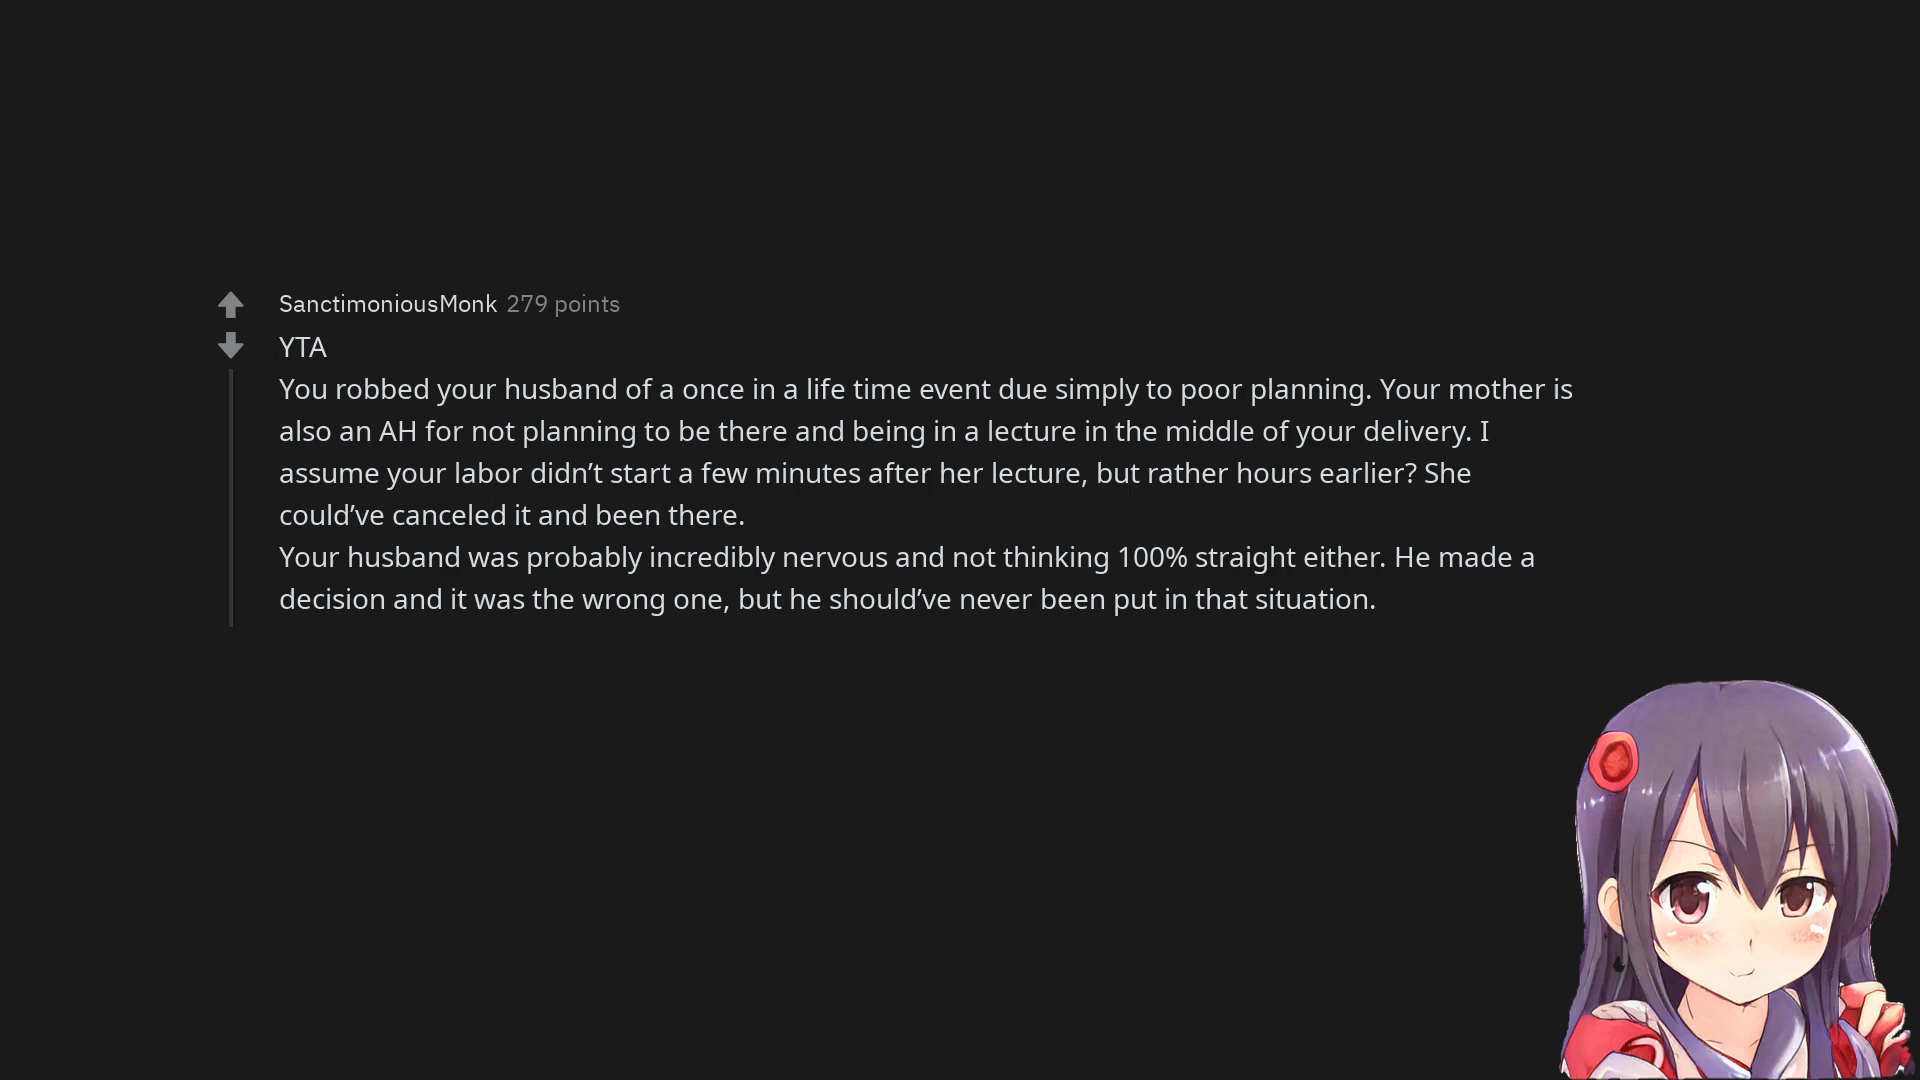 SanctimoniousMonk 279 points
YTA
You robbed your husband of a once in a life time event due simply to poor planning. Your mother is
also an AH for not planning to be there and being in a lecture in the middle of your delivery. I
assume your labor didn’t start a few minutes after her lecture, but rather hours earlier? She
could’ve canceled it and been there.
Your husband was probably incredibly nervous and not thinking 100% straight either. He made a
decision and it was the wrong one, but he should’ve never been put in that situation.